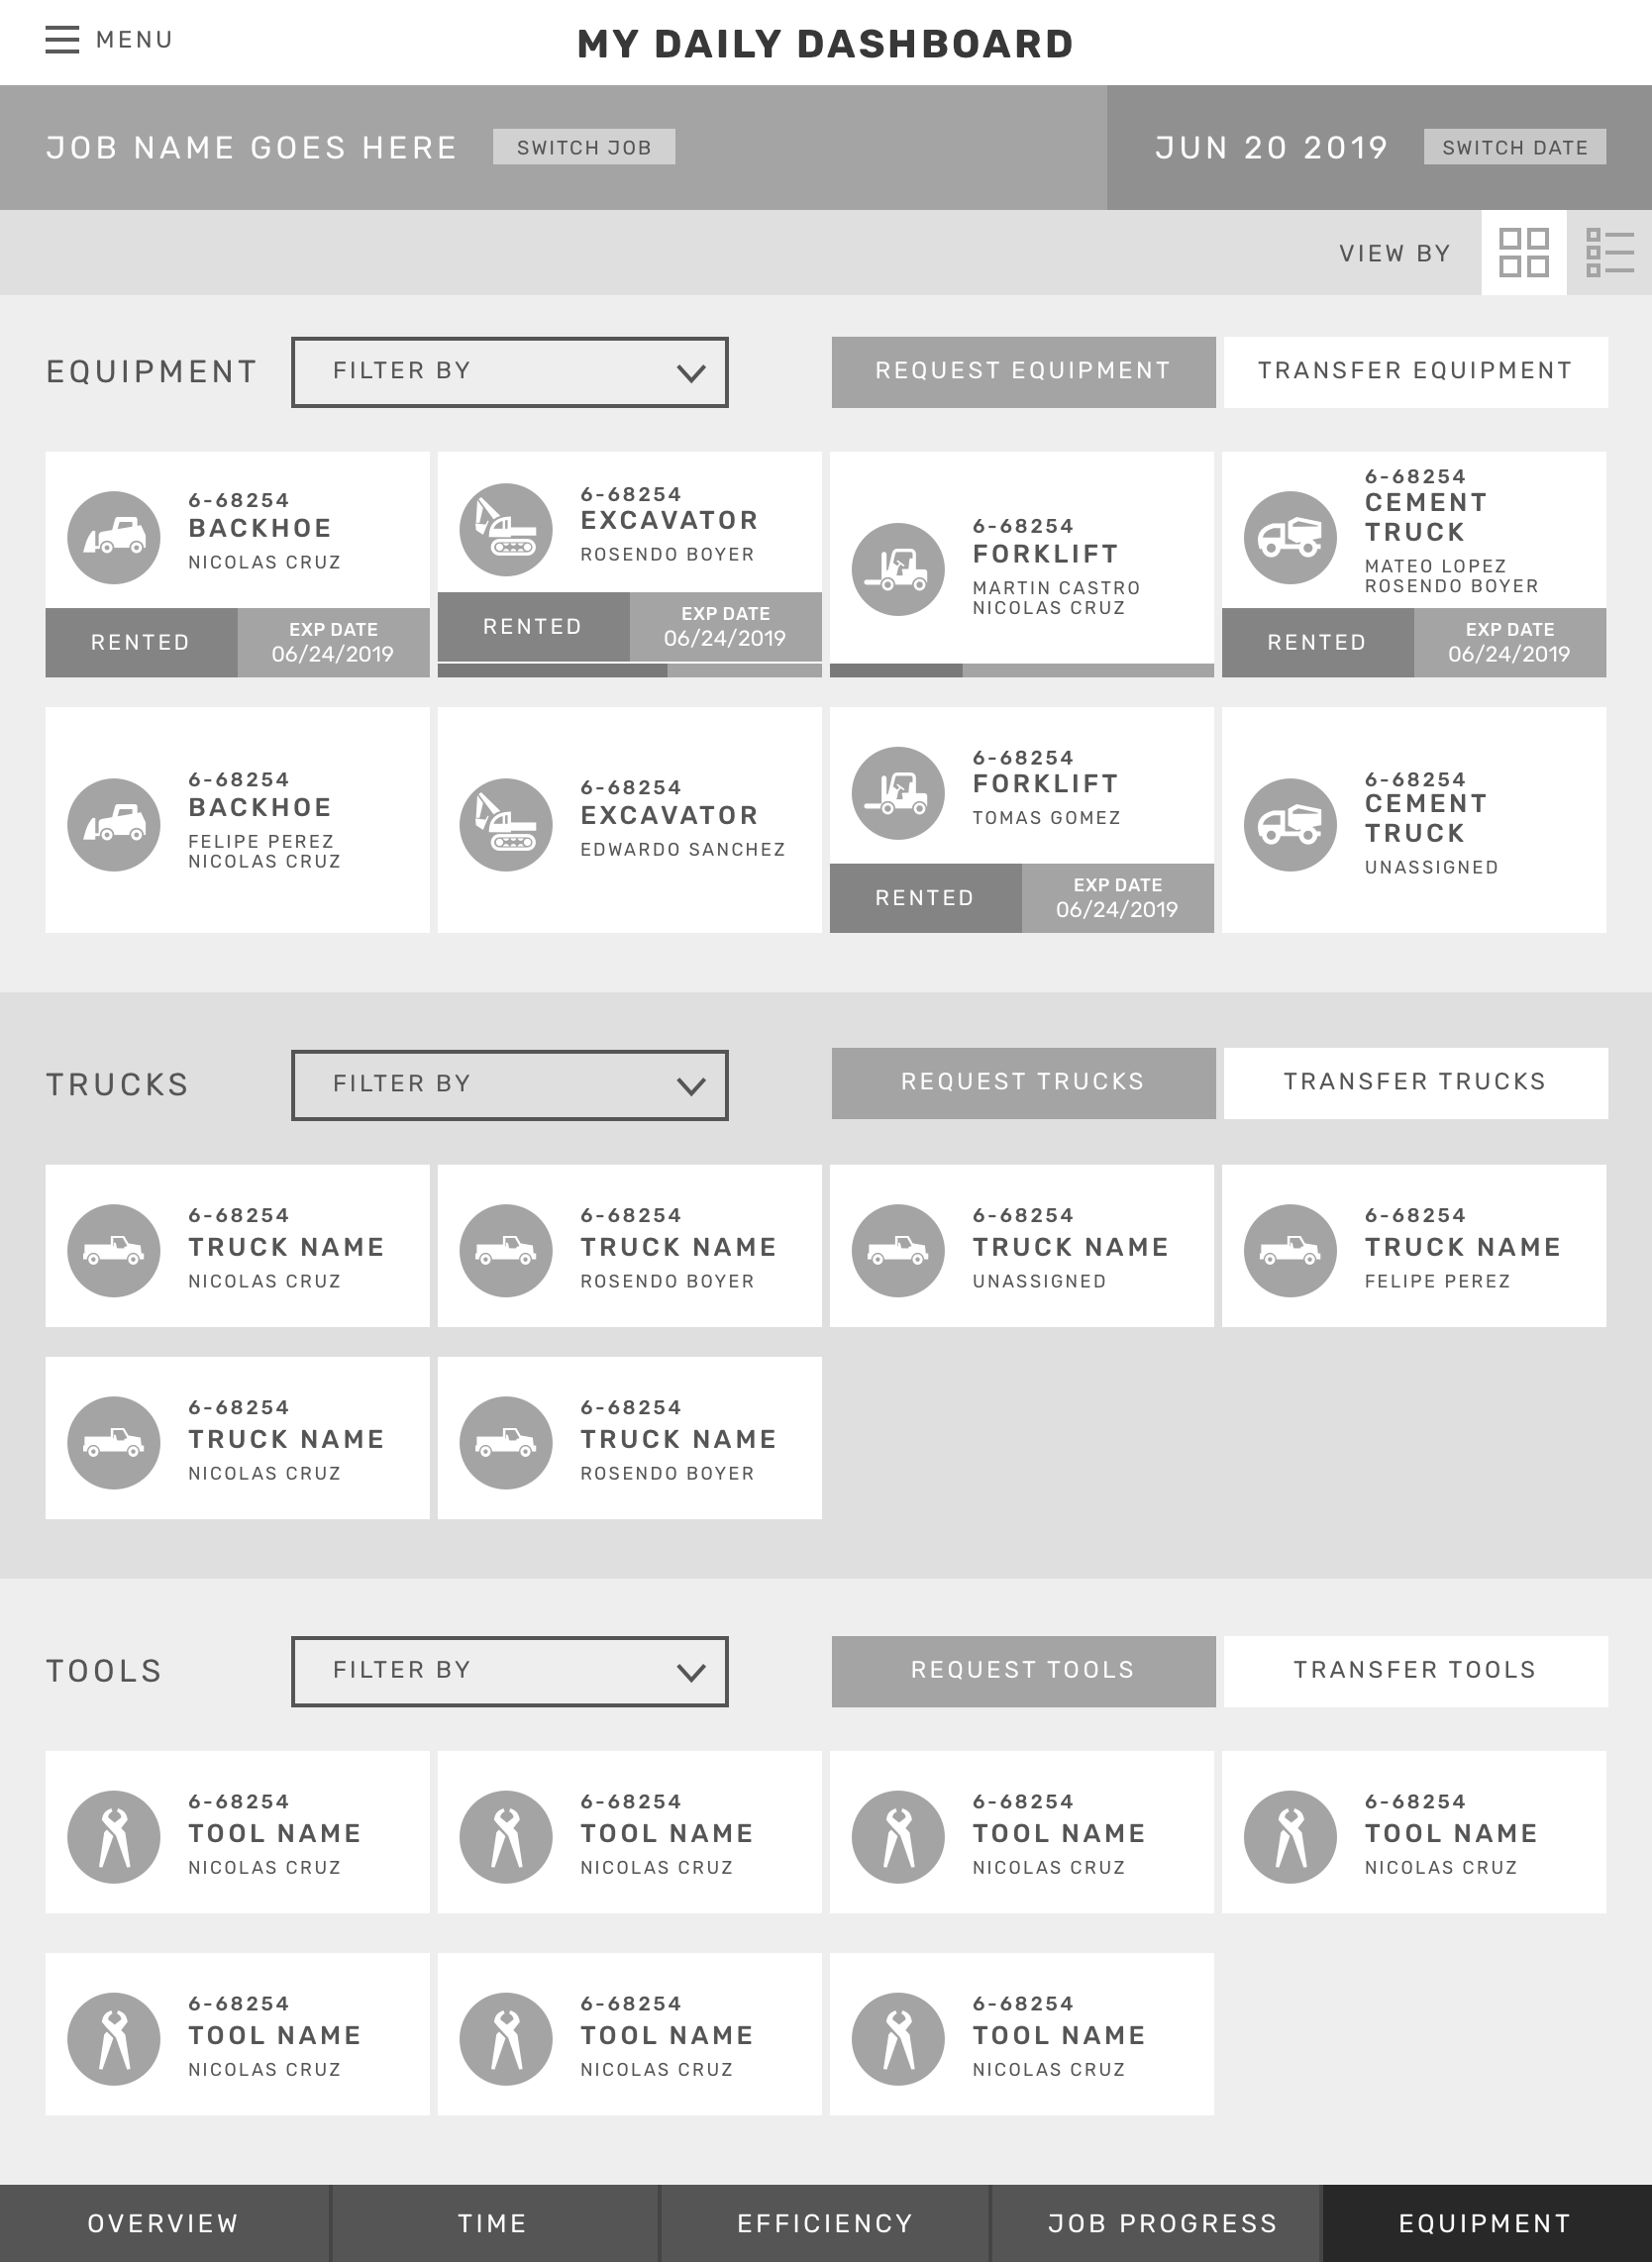 MENU
MY DAILY DASHBOARD
JOB NAME GOES HERE
SWITCH JOB
JUN 20 2019
SWITCH DATE
VIEW BY
EQUIPMENT
FILTER BY
REQUEST EQUIPMENT
TRANSFER EQUIPMENT
6-68254
BACKHOE
NICOLAS CRUZ
RENTED
EXP DATE
06/24/2019
6-68254
EXCAVATOR
ROSENDO BOYER
RENTED
EXP DATE
06/24/2019
6-68254
FORKLIFT
MARTIN CASTRO
NICOLAS CRUZ
6-68254
CEMENT
TRUCK
MATEO LOPEZ
ROSENDO BOYER
RENTED
EXP DATE
06/24/2019
6-68254
BACKHOE
FELIPE PEREZ
NICOLAS CRUZ
6-68254
EXCAVATOR
EDWARDO SANCHEZ
6-68254
FORKLIFT
TOMAS GOMEZ
RENTED
EXP DATE
06/24/2019
6-68254
CEMENT
TRUCK
UNASSIGNED
TRUCKS
FILTER BY
REQUEST TRUCKS
TRANSFER TRUCKS
6-68254
TRUCK NAME
NICOLAS CRUZ
6-68254
TRUCK NAME
ROSENDO BOYER
6-68254
TRUCK NAME
UNASSIGNED
6-68254
TRUCK NAME
FELIPE PEREZ
6-68254
TRUCK NAME
NICOLAS CRUZ
6-68254
TRUCK NAME
ROSENDO BOYER
TOOLS
FILTER BY
REQUEST TOOLS
TRANSFER TOOLS
6-68254
TOOL NAME
NICOLAS CRUZ
6-68254
TOOL NAME
NICOLAS CRUZ
6-68254
TOOL NAME
NICOLAS CRUZ
6-68254
TOOL NAME
NICOLAS CRUZ
6-68254
TOOL NAME
NICOLAS CRUZ
6-68254
TOOL NAME
NICOLAS CRUZ
6-68254
TOOL NAME
NICOLAS CRUZ
OVERVIEW
TIME
EFFICIENCY
JOB PROGRESS
EQUIPMENT